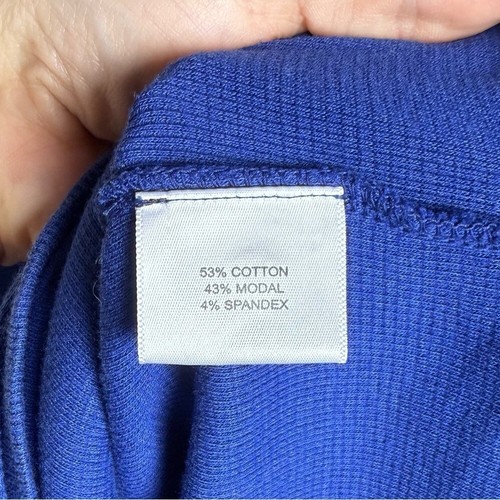 53% COTTON
43% MODAL
4% SPANDEX